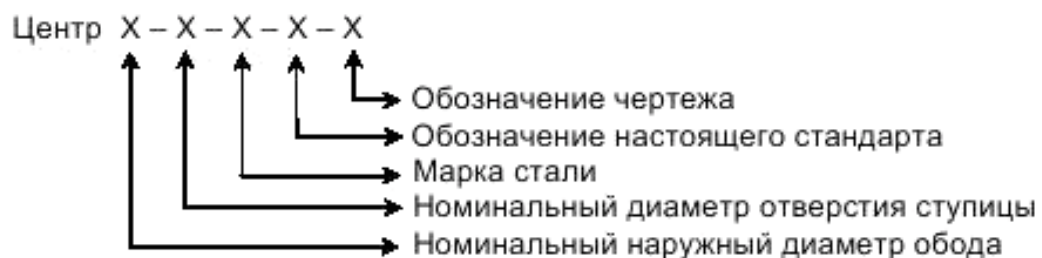 Центр X – X – X – X – X
Обозначение чертежа
Обозначение настоящего стандарта
Марка стали
Номинальный диаметр отверстия ступицы
Номинальный наружный диаметр обода